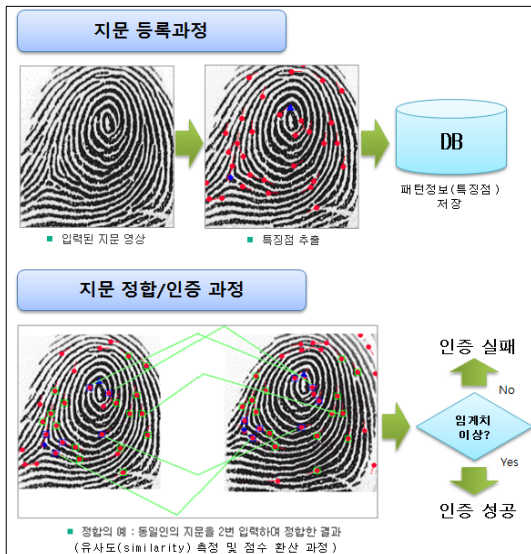 지문 등록과정
DB
■ 입력된 지문 영상
■ 특징점 추출
패턴정보(특징점)
저장
지문 정합/인증 과정
인증 실패
No
임계치
이상?
Yes
인증 성공
■ 정합의 예 : 동일인의 지문을 2번 입력하여 정합한 결과
(유사도(similarity) 측정 및 점수 환산 과정)